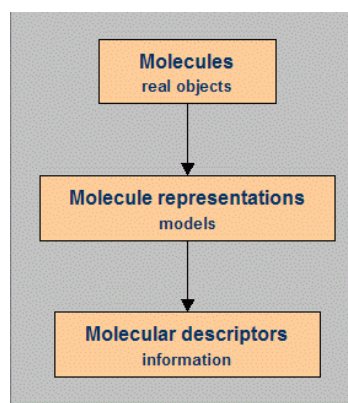 Molecules
real objects
Molecule representations
models
Molecular descriptors
information